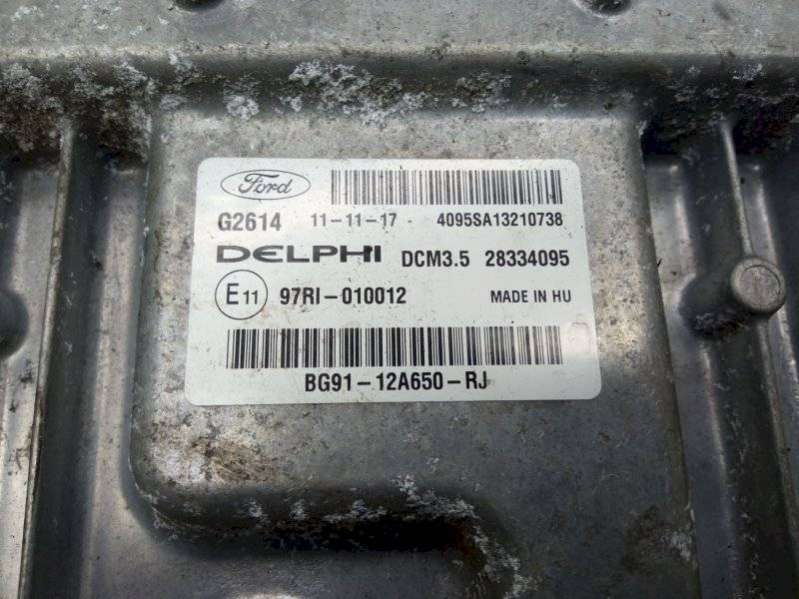 Ford
G2614 11-11-17 - 4095SA13210738
DELPHI DCM3.5 28334095
E11 97RI-010012 MADE IN HU
BG91-12A650-RJ